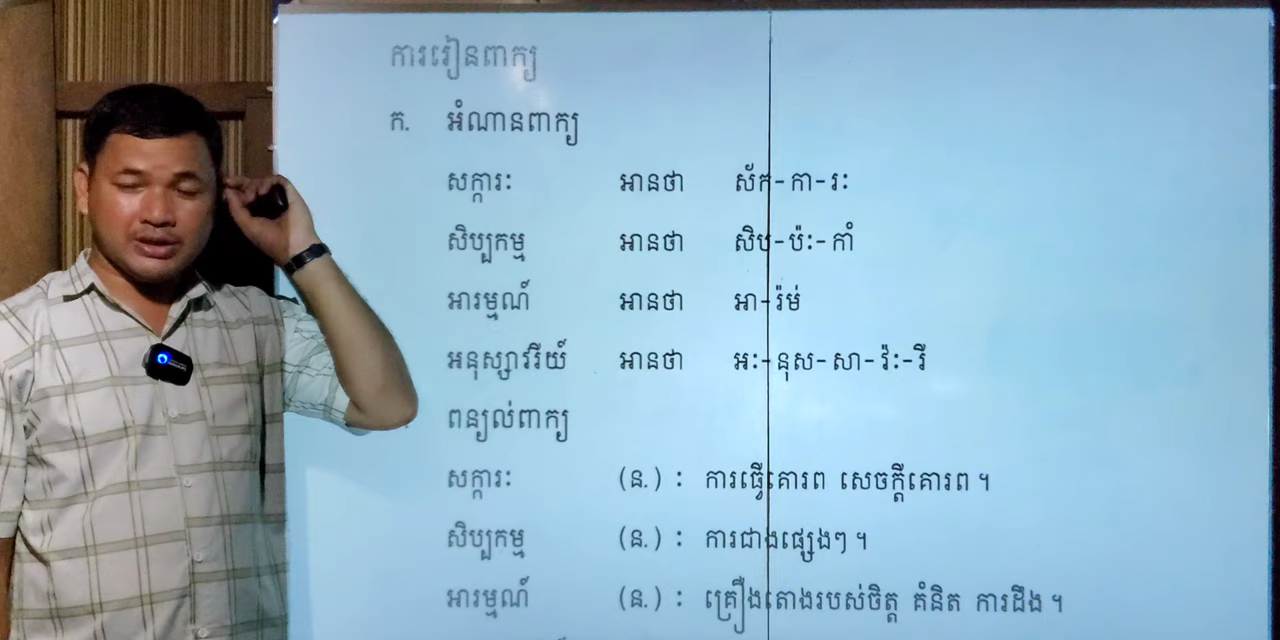 ការរៀនពាក្យ
ក. អំណានពាក្យ
សក្ការៈ អានថា ស័ក-កា-រៈ
សិប្បកម្ម អានថា សិប-ប៉ៈ-កាំ
អារម្មណ៍ អានថា អា-រ៉ម់
អនុស្សាវរីយ៍ អានថា អៈ-នុស-សា-វ៉ៈ-រី
ពន្យល់ពាក្យ
សក្ការៈ (ន.) : ការធ្វើគោរព សេចក្ដីគោរព ។
សិប្បកម្ម (ន.) : ការជាងផ្សេងៗ ។
អារម្មណ៍ (ន.) : គ្រឿងតោងរបស់ចិត្ត គំនិត ការដឹង ។